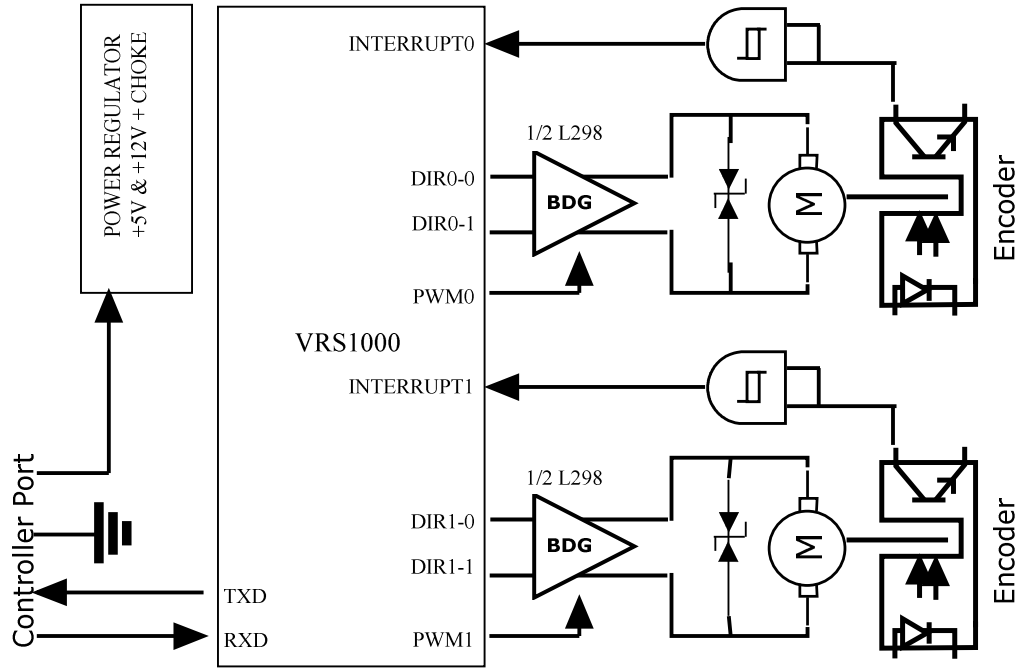 POWER REGULATOR
+5V & +12V + CHOKE
INTERRUPT0
1/2 L298
DIR0-0
BDG
DIR0-1
M
Encoder
PWM0
VRS1000
INTERRUPT1
1/2 L298
DIR1-0
BDG
DIR1-1
M
Encoder
Controller Port
TXD
RXD
PWM1